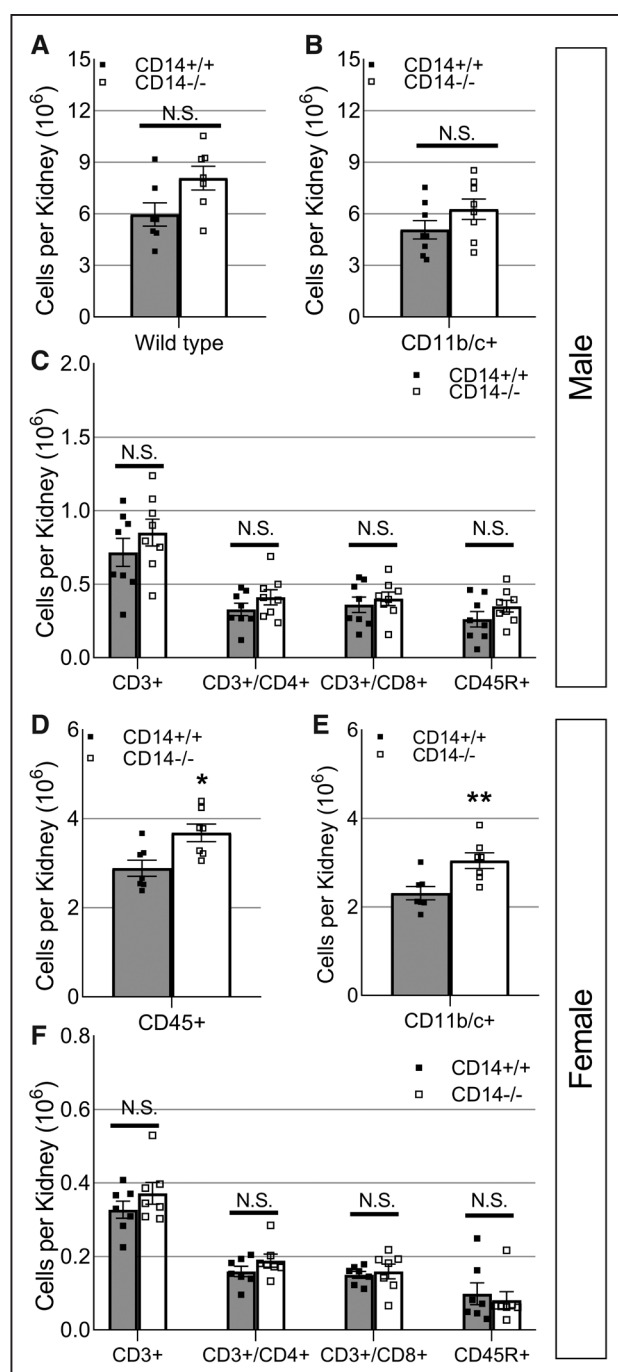 A
15
12
9
6
3
0
Cells per Kidney (10⁶)
CD14+/+
CD14-/-
N.S.
Wild type
B
15
12
9
6
3
0
Cells per Kidney (10⁶)
CD14+/+
CD14-/-
N.S.
CD11b/c+
C
2.0
1.5
1.0
0.5
0.0
Cells per Kidney (10⁶)
CD14+/+
CD14-/-
N.S.
N.S.
N.S.
N.S.
CD3+
CD3+/CD4+
CD3+/CD8+
CD45R+
Male
D
6
4
2
0
Cells per Kidney (10⁶)
CD14+/+
CD14-/-
*
CD45+
E
6
4
2
0
Cells per Kidney (10⁶)
CD14+/+
CD14-/-
**
CD11b/c+
F
0.8
0.6
0.4
0.2
0.0
Cells per Kidney (10⁶)
CD14+/+
CD14-/-
N.S.
N.S.
N.S.
N.S.
CD3+
CD3+/CD4+
CD3+/CD8+
CD45R+
Female